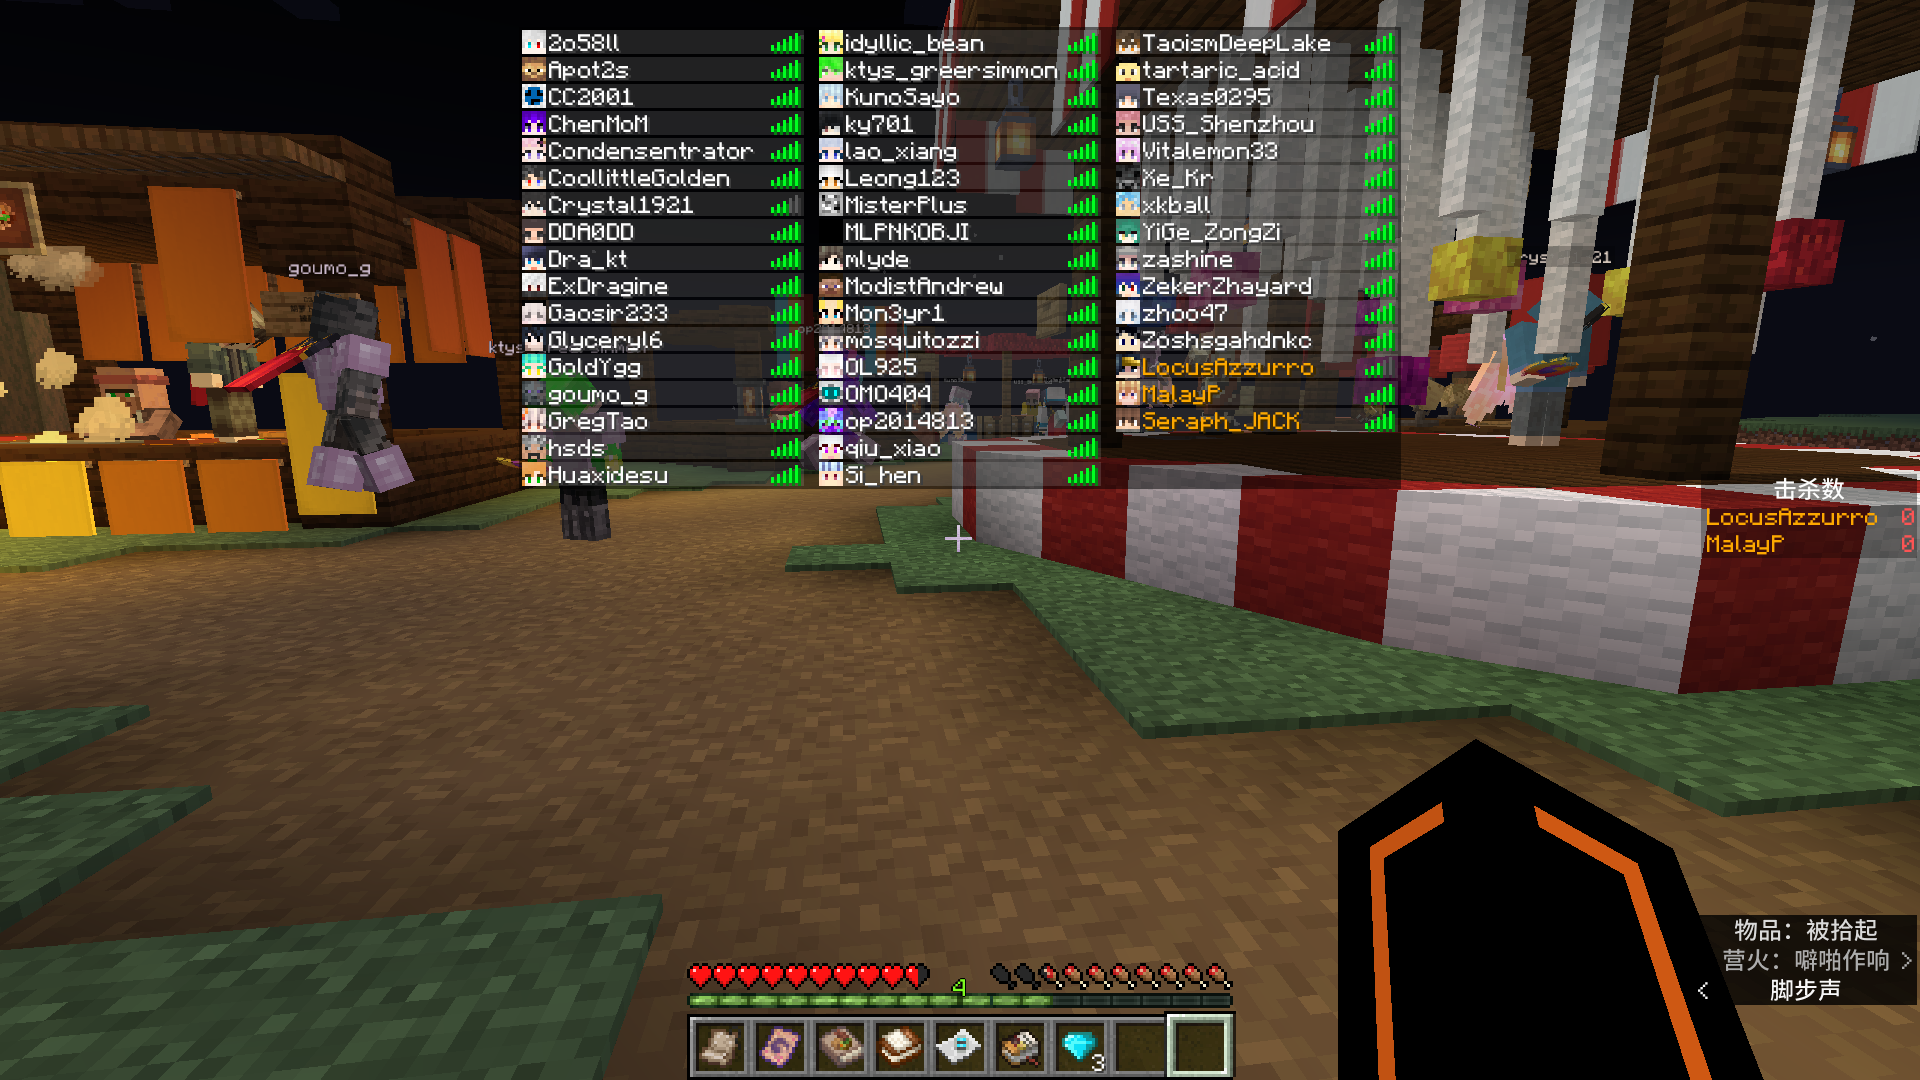 2o58ll
Apot2s
CC2001
ChenMoM
Condensentrator
CoollittleGolden
Crystal1921
DDA0DD
Dra_kt
ExDragine
Gaosir233
Glyceryl6
GoldYgg
goumo_g
GregTao
hsds
Huaxidesu
idyllic_bean
ktys_greersimmon
KunoSayo
ky701
lao_xiang
Leong123
MisterPlus
MLPNKOBJI
mlyde
ModistAndrew
Mon3yr1
mosquitozzi
OL925
OMO404
op2014813
qiu_xiao
Si_hen
TaoismDeepLake
tartaric_acid
Texas0295
USS_Shenzhou
Vitalemon33
Xe_Kr
xkball
YiGe_ZongZi
zashine
ZekerZhayard
zhoo47
Zoshsgahdnkc
LocusAzzurro
MalayP
Seraph_JACK
goumo_g
击杀数
LocusAzzurro 0
MalayP 0
物品：被拾起
营火：噼啪作响 >
< 脚步声
4
3